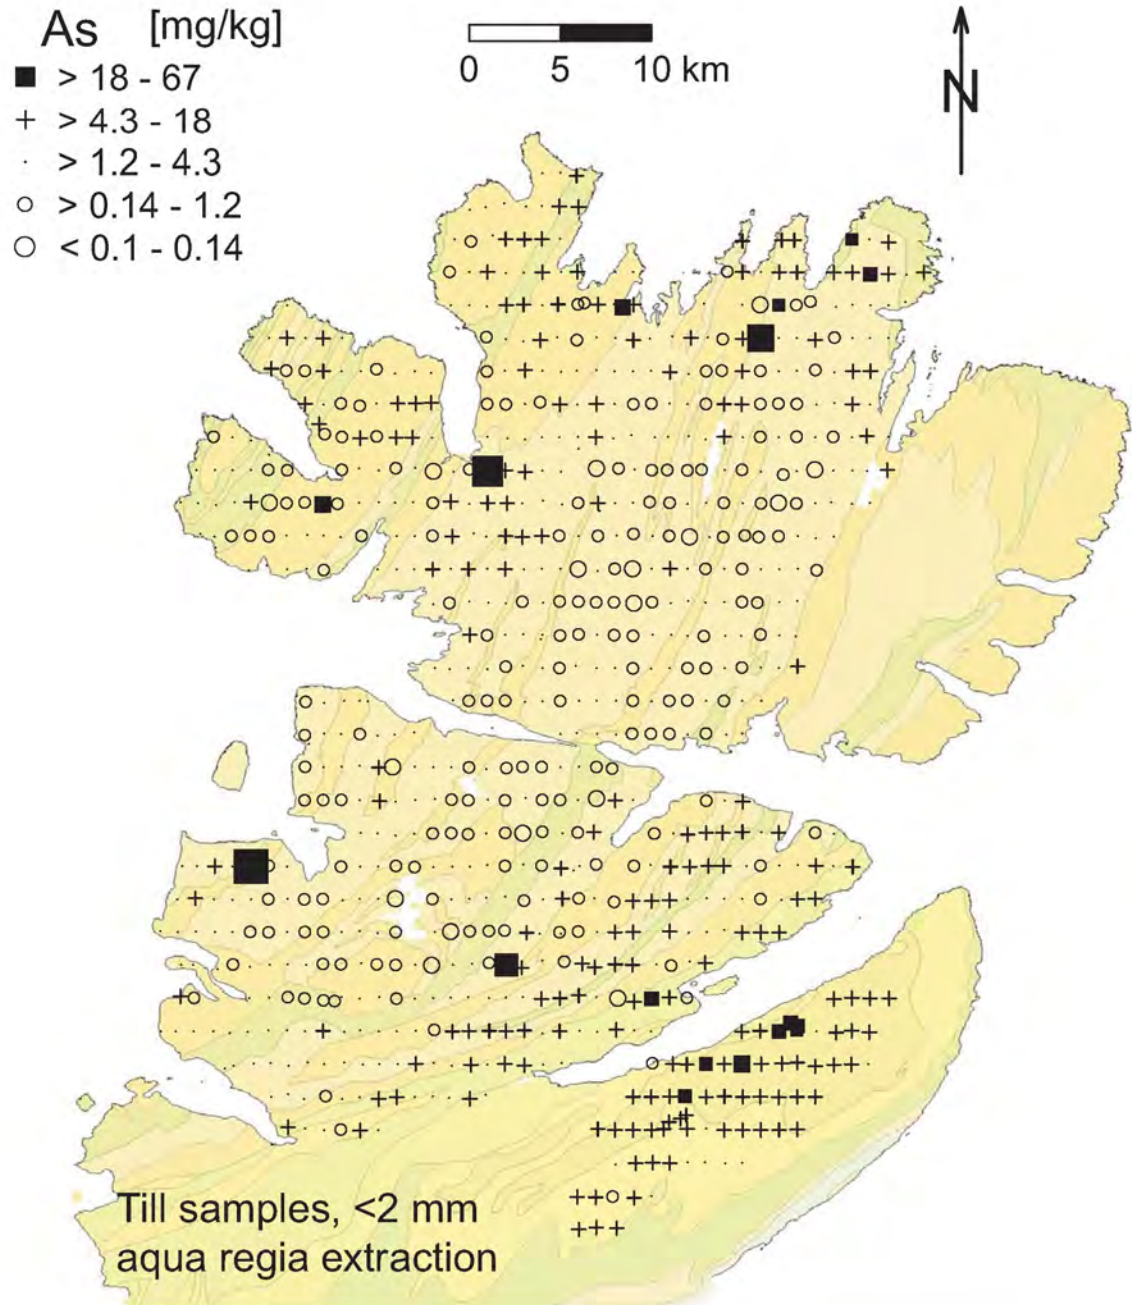 As [mg/kg]
> 18 - 67
> 4.3 - 18
> 1.2 - 4.3
> 0.14 - 1.2
< 0.1 - 0.14
0 5 10 km
N
Till samples, <2 mm
aqua regia extraction